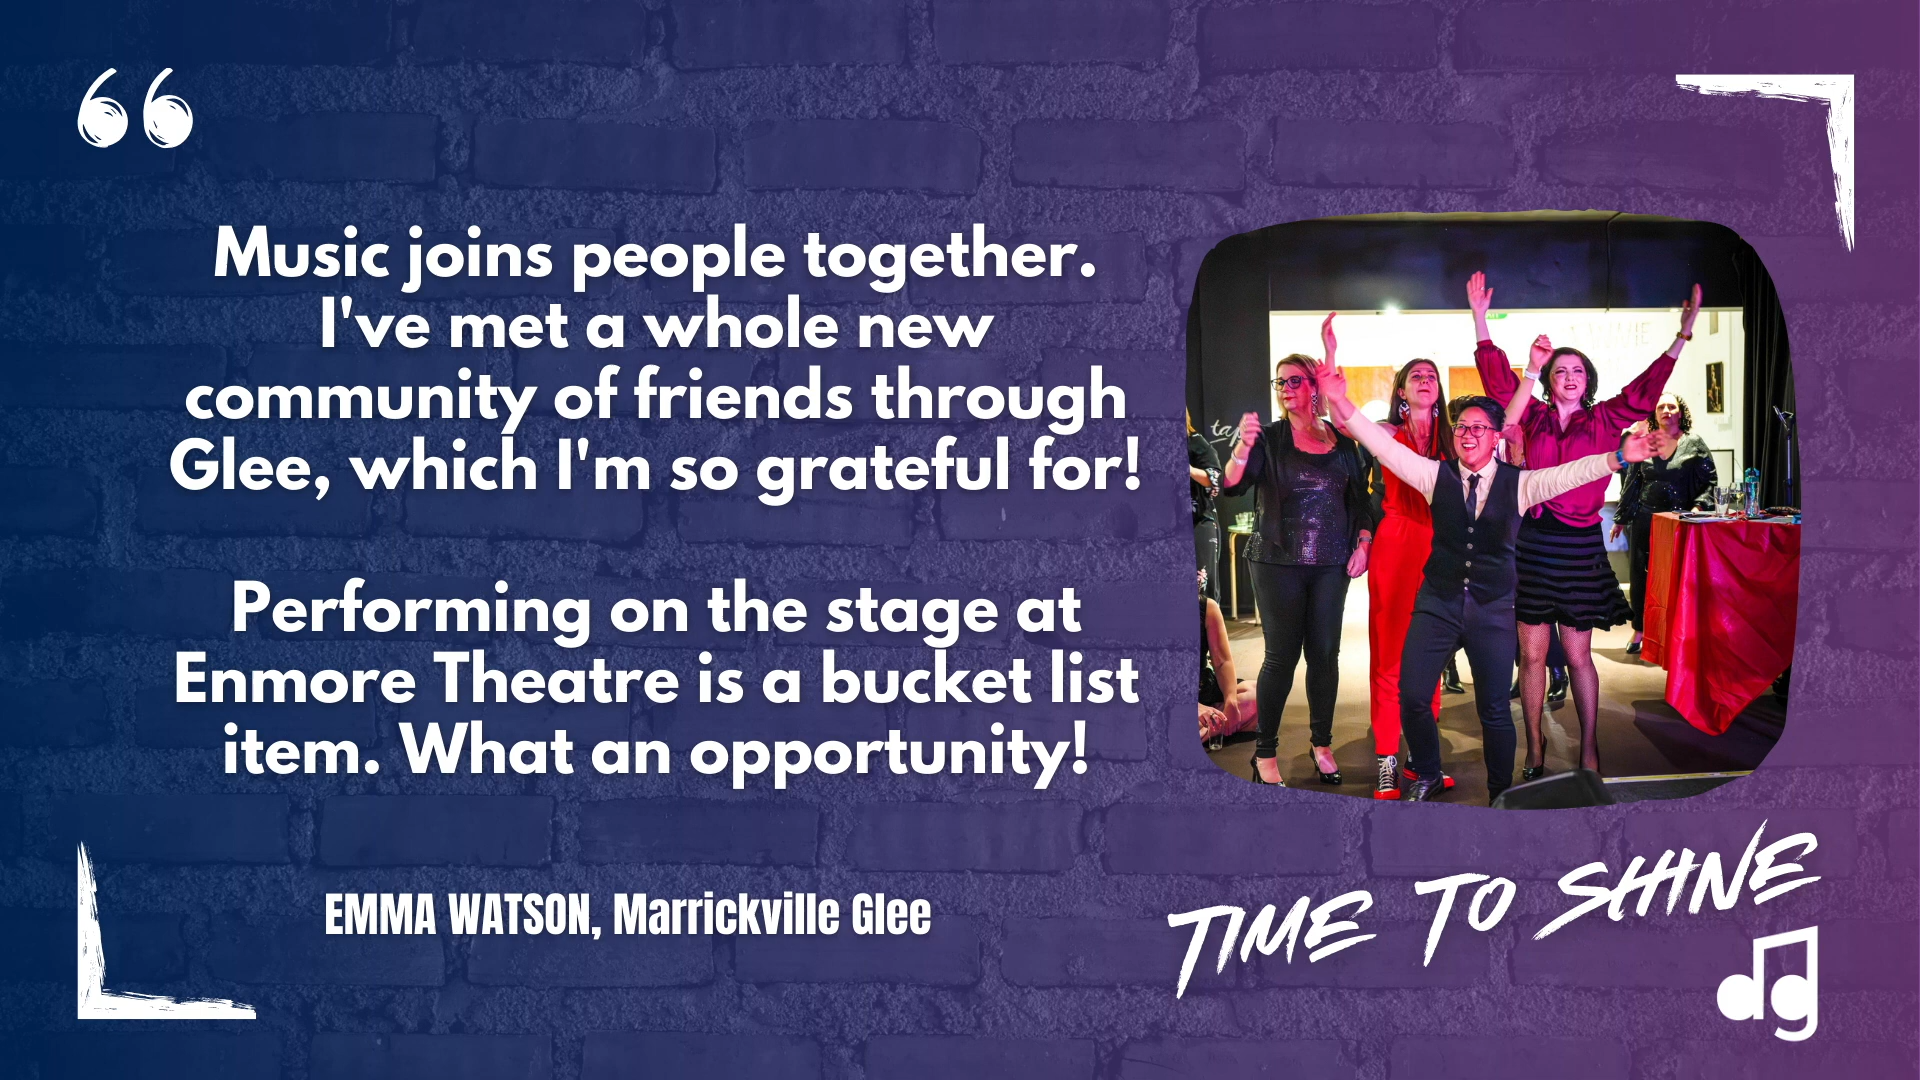 Music joins people together.
I've met a whole new
community of friends through
Glee, which I'm so grateful for!
Performing on the stage at
Enmore Theatre is a bucket list
item. What an opportunity!
EMMA WATSON, Marrickville Glee
tap
TIME TO SHINE
dg